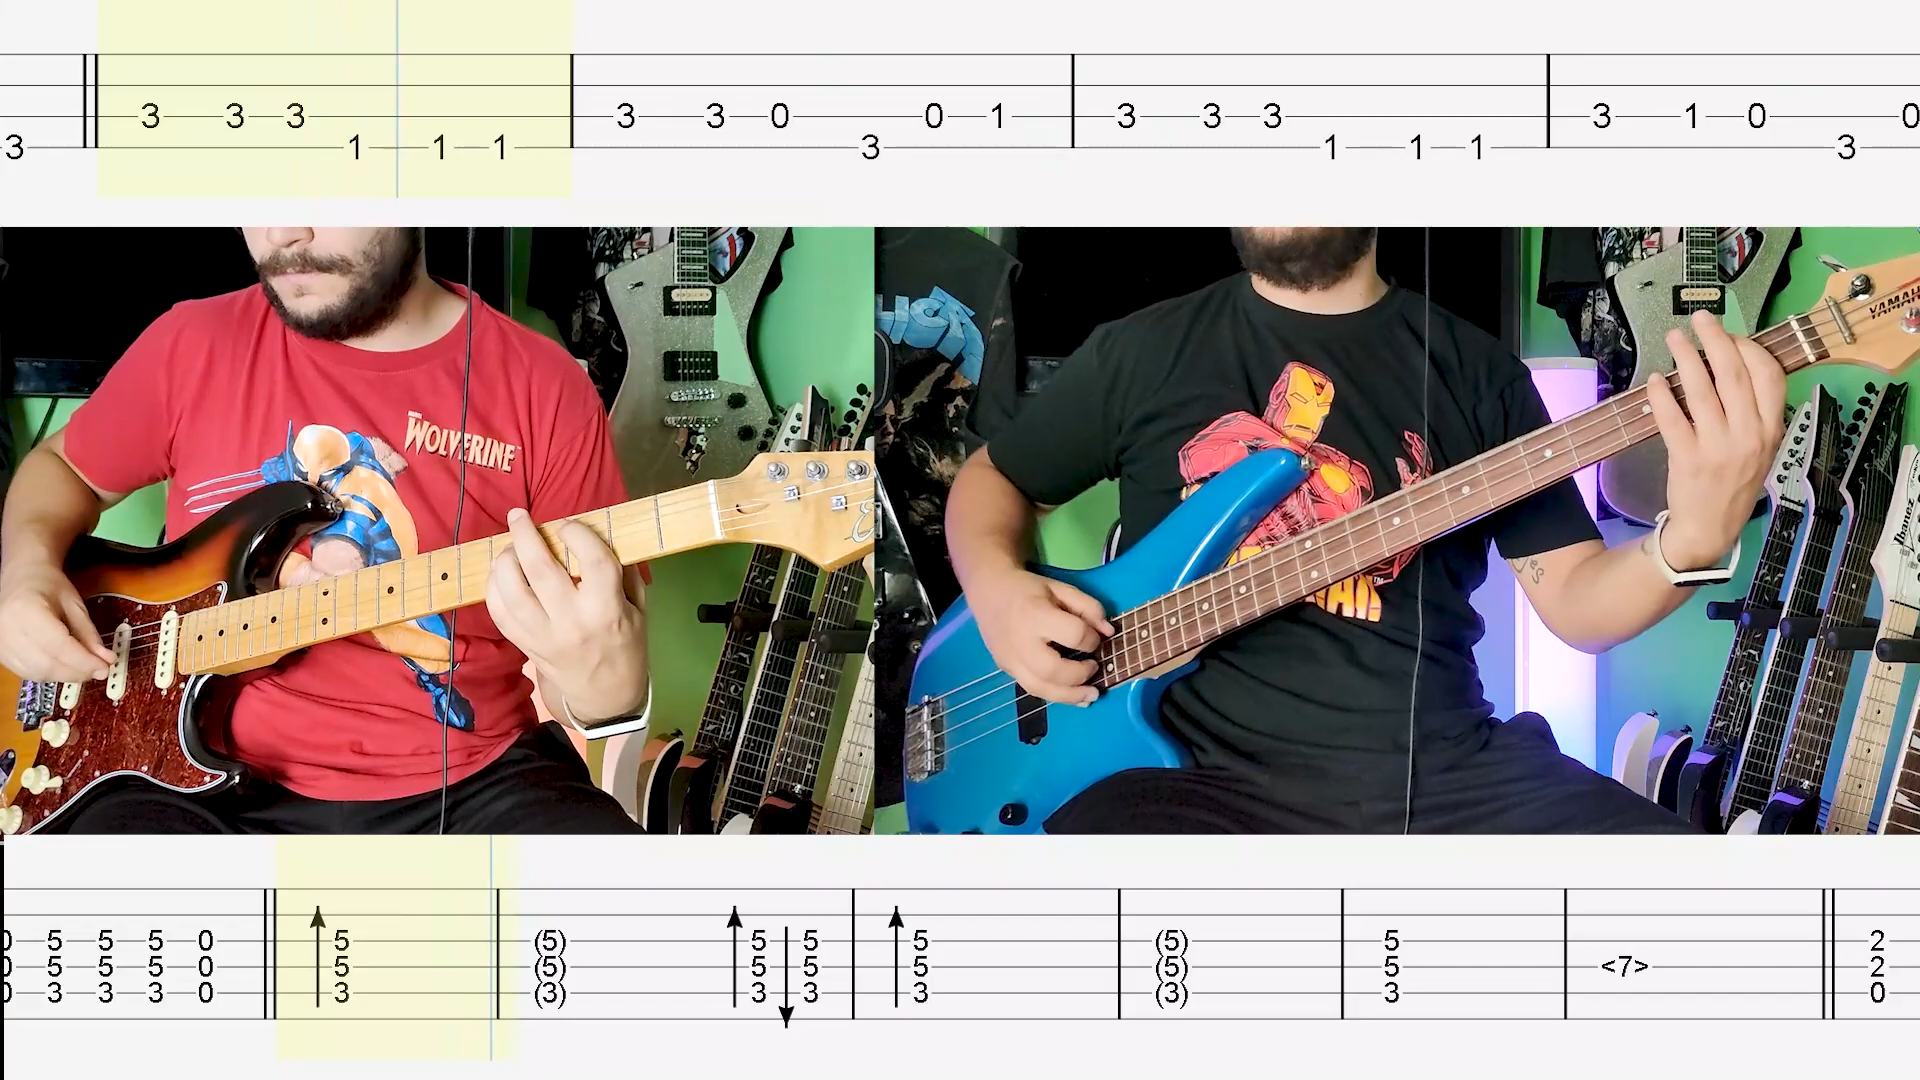 3 3 3 3 3 0 0 1 3 3 3 3 1 0 0
3 1 1 1 3 1 1 1 3
MARVEL
WOLVERINE
YAMAH
Ibanez
0 5 5 5 0 5 (5) 5 5 5 (5) 5 2
0 5 5 5 0 5 (5) 5 5 5 (5) 5 <7> 2
0 3 3 3 0 3 (3) 3 3 3 (3) 3 0